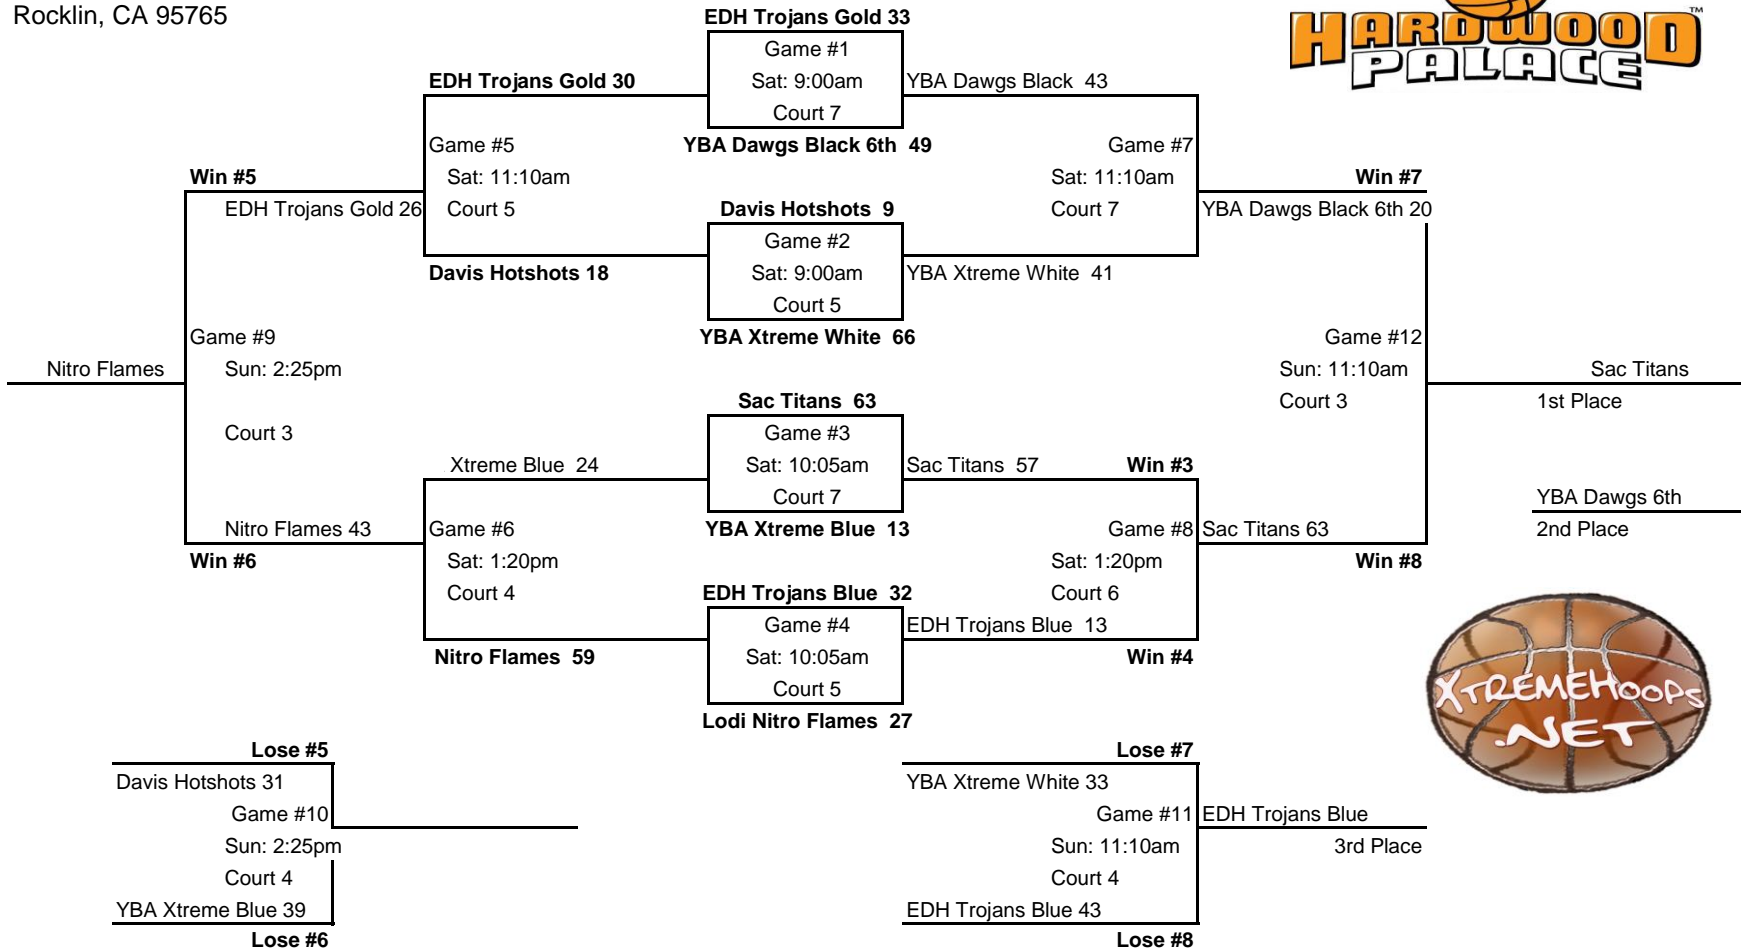 Rocklin, CA 95765
HARDWOOD
PALACE
TM
EDH Trojans Gold 33
Game #1
EDH Trojans Gold 30
Sat: 9:00am
YBA Dawgs Black 43
Court 7
Game #5
YBA Dawgs Black 6th 49
Game #7
Win #5
Sat: 11:10am
Sat: 11:10am
Win #7
EDH Trojans Gold 26
Court 5
Davis Hotshots 9
Court 7
YBA Dawgs Black 6th 20
Game #2
Davis Hotshots 18
Sat: 9:00am
YBA Xtreme White 41
Court 5
Game #9
YBA Xtreme White 66
Game #12
Nitro Flames
Sun: 2:25pm
Sun: 11:10am
Sac Titans
Sac Titans 63
Court 3
1st Place
Court 3
Game #3
Xtreme Blue 24
Sat: 10:05am
Sac Titans 57
Win #3
Court 7
YBA Dawgs 6th
Nitro Flames 43
Game #6
YBA Xtreme Blue 13
Game #8
Sac Titans 63
2nd Place
Win #6
Sat: 1:20pm
Sat: 1:20pm
Win #8
Court 4
EDH Trojans Blue 32
Court 6
Game #4
EDH Trojans Blue 13
Nitro Flames 59
Sat: 10:05am
Win #4
Court 5
Lodi Nitro Flames 27
XTREMEHOOPS
.NET
Lose #5
Lose #7
Davis Hotshots 31
YBA Xtreme White 33
Game #10
Game #11
EDH Trojans Blue
Sun: 2:25pm
Sun: 11:10am
3rd Place
Court 4
Court 4
YBA Xtreme Blue 39
EDH Trojans Blue 43
Lose #6
Lose #8